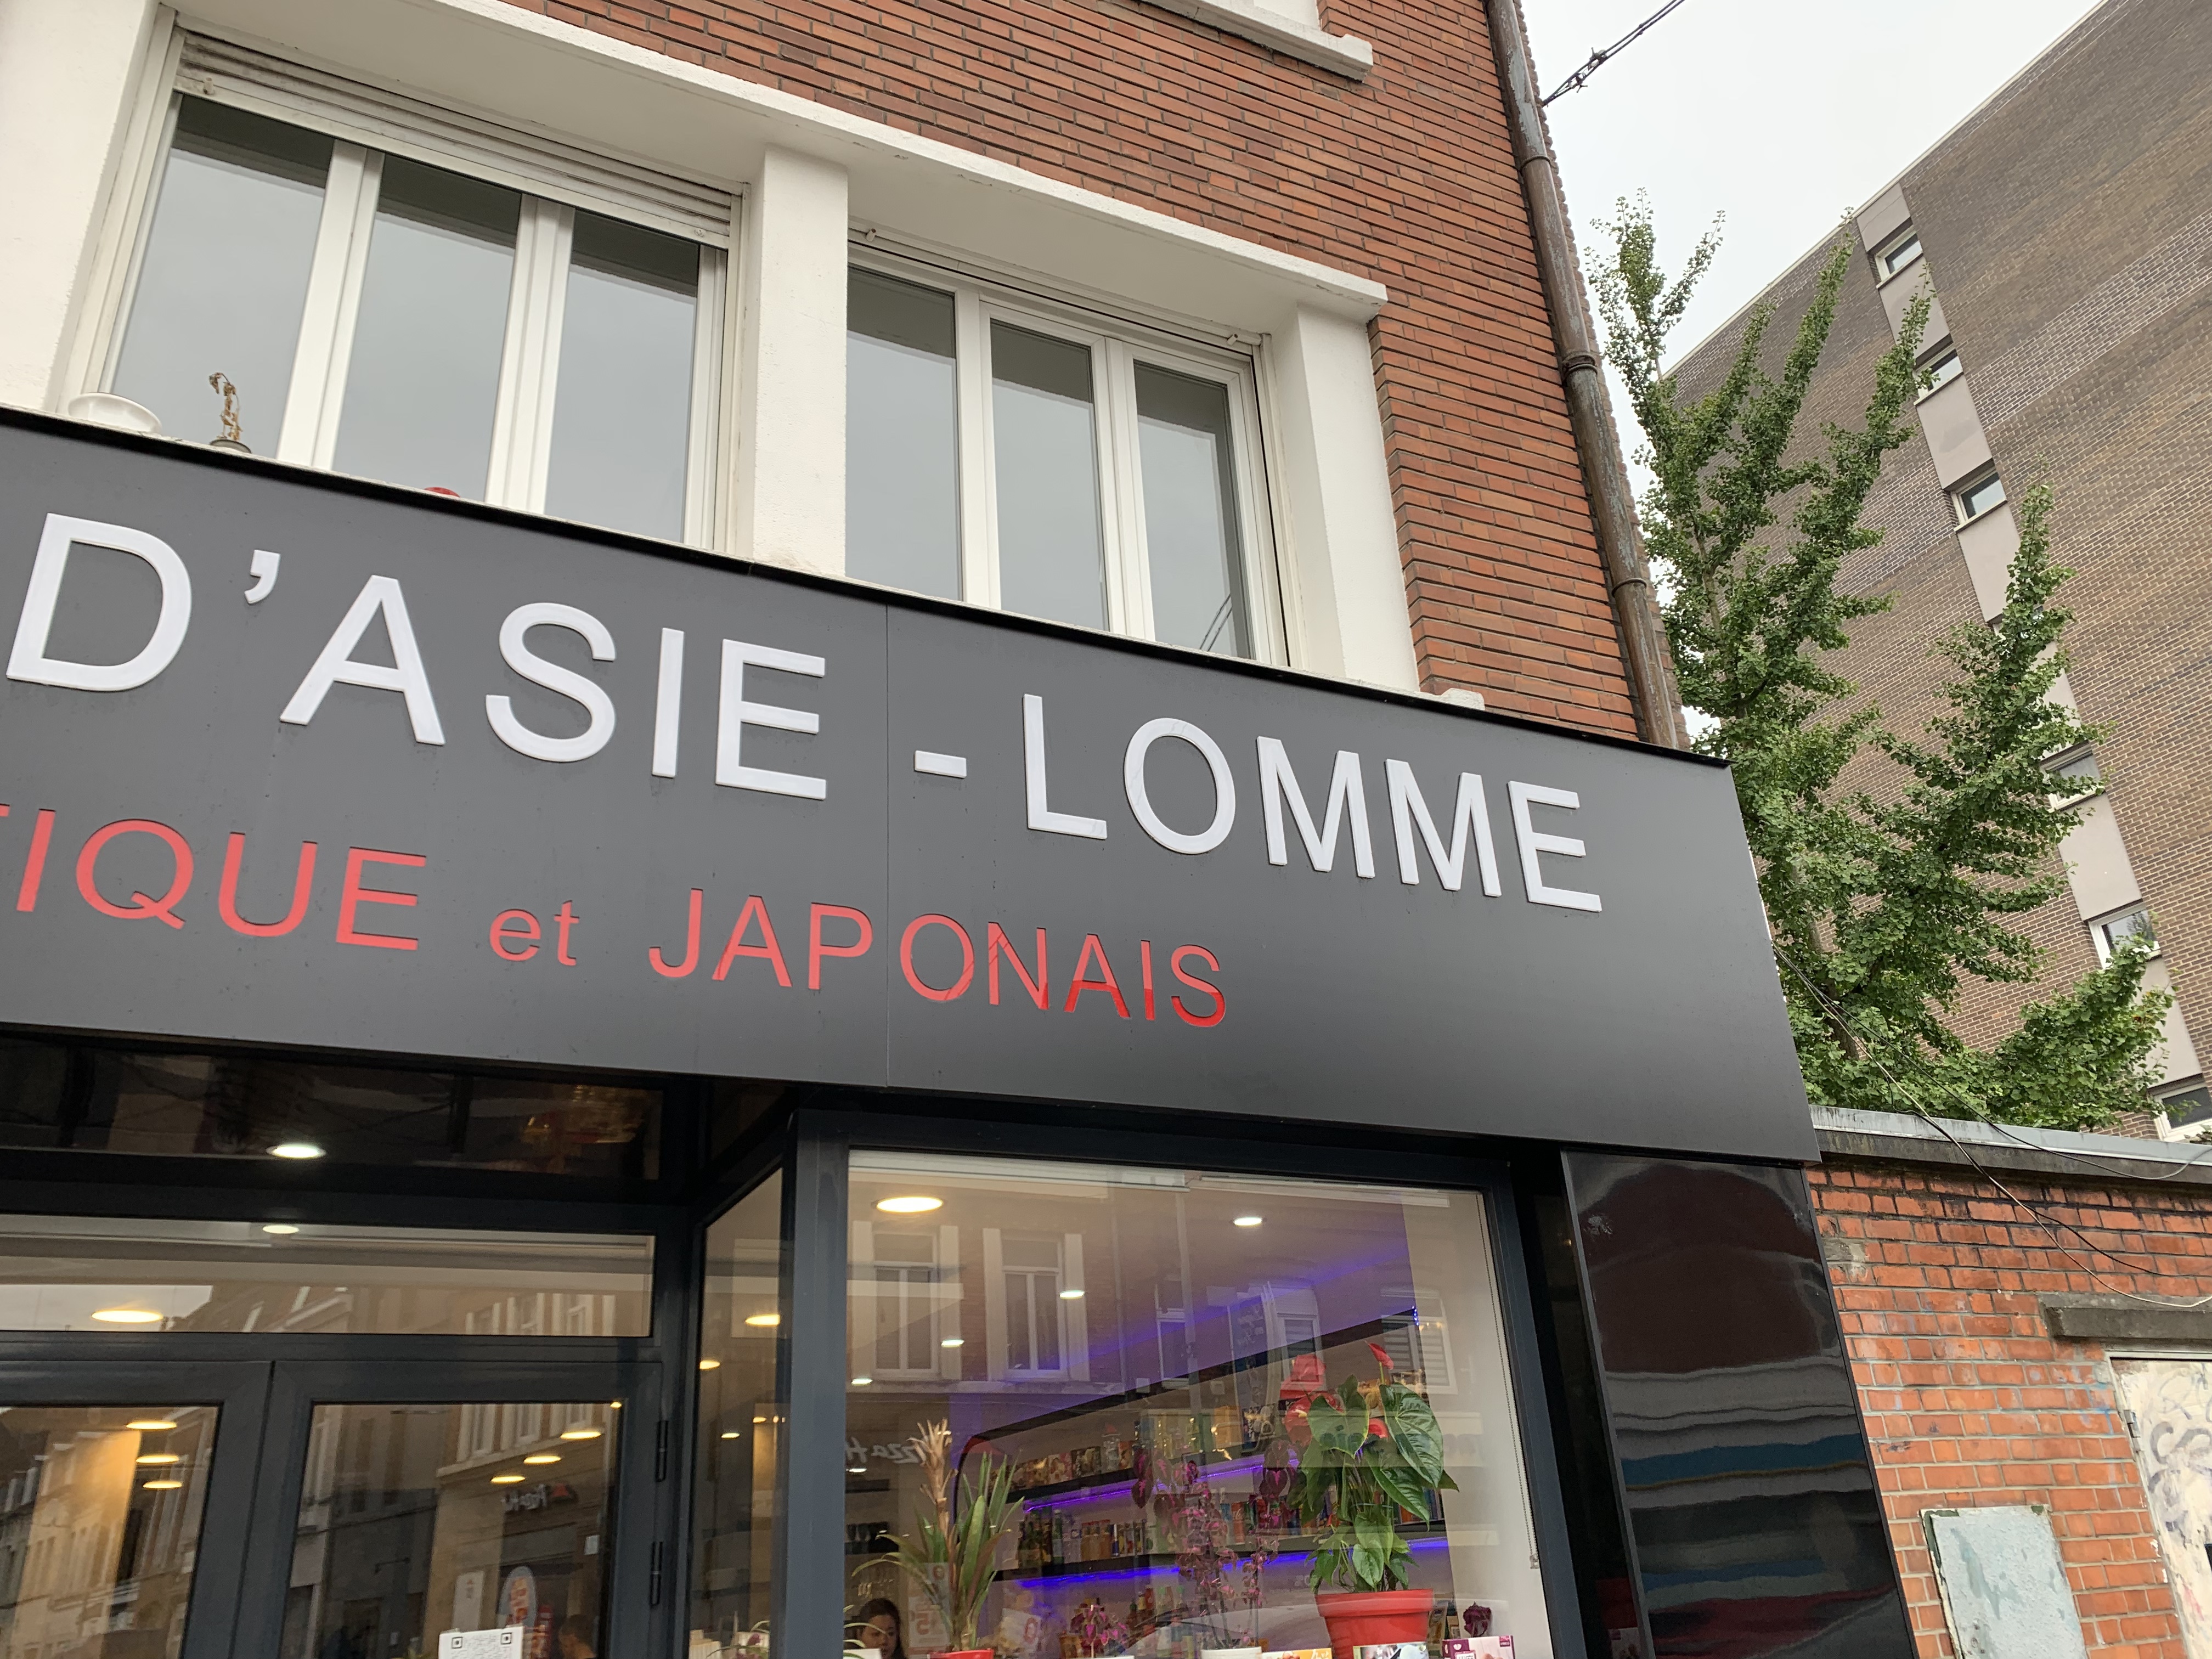 D'ASIE - LOMME
TIQUE et JAPONAIS